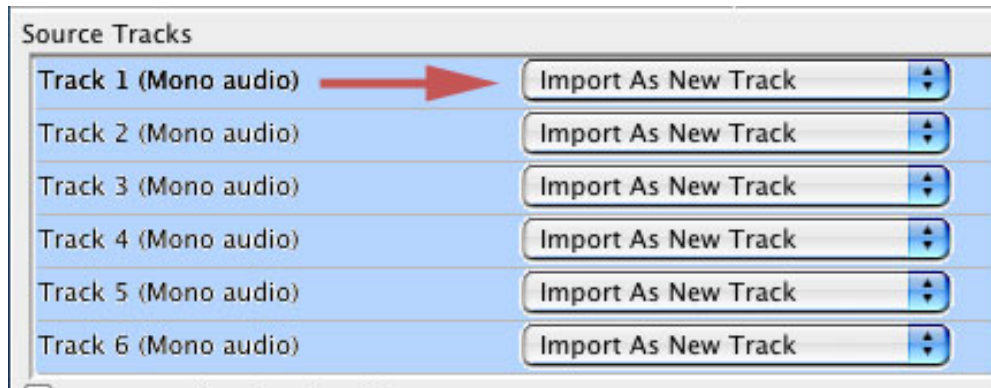 Source Tracks
Track 1 (Mono audio) Import As New Track
Track 2 (Mono audio) Import As New Track
Track 3 (Mono audio) Import As New Track
Track 4 (Mono audio) Import As New Track
Track 5 (Mono audio) Import As New Track
Track 6 (Mono audio) Import As New Track